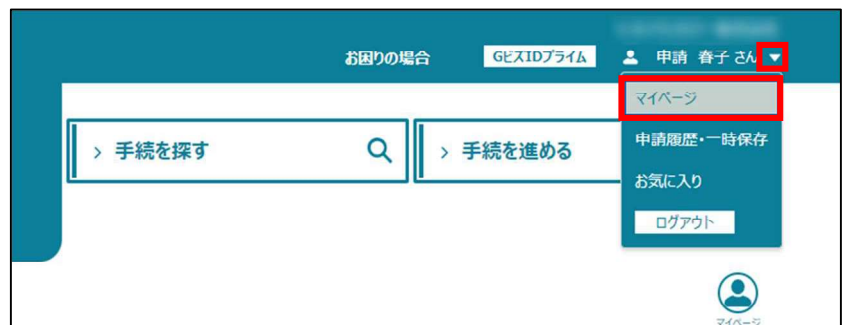 お困りの場合
GビズIDプライム
申請 春子 さん
マイページ
手続を探す
手続を進める
申請履歴・一時保存
お気に入り
ログアウト
マイページ